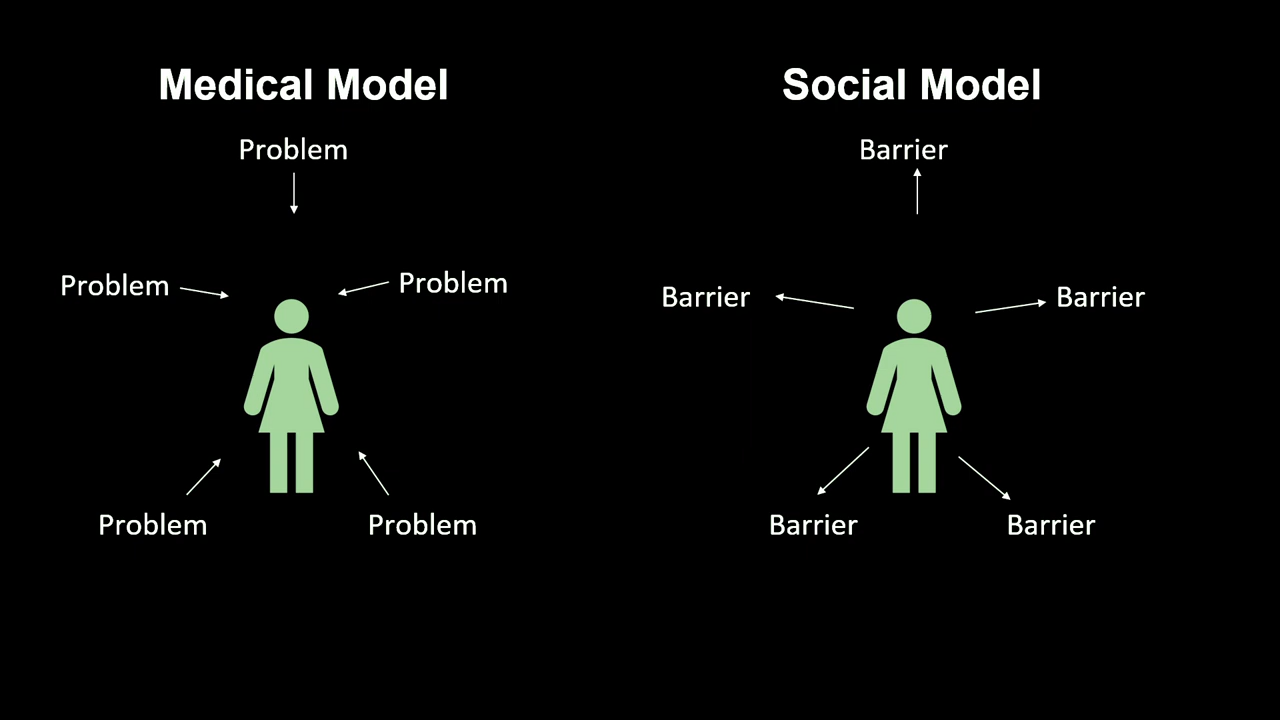 Medical Model
Problem
Problem
Problem
Problem
Problem
Social Model
Barrier
Barrier
Barrier
Barrier
Barrier